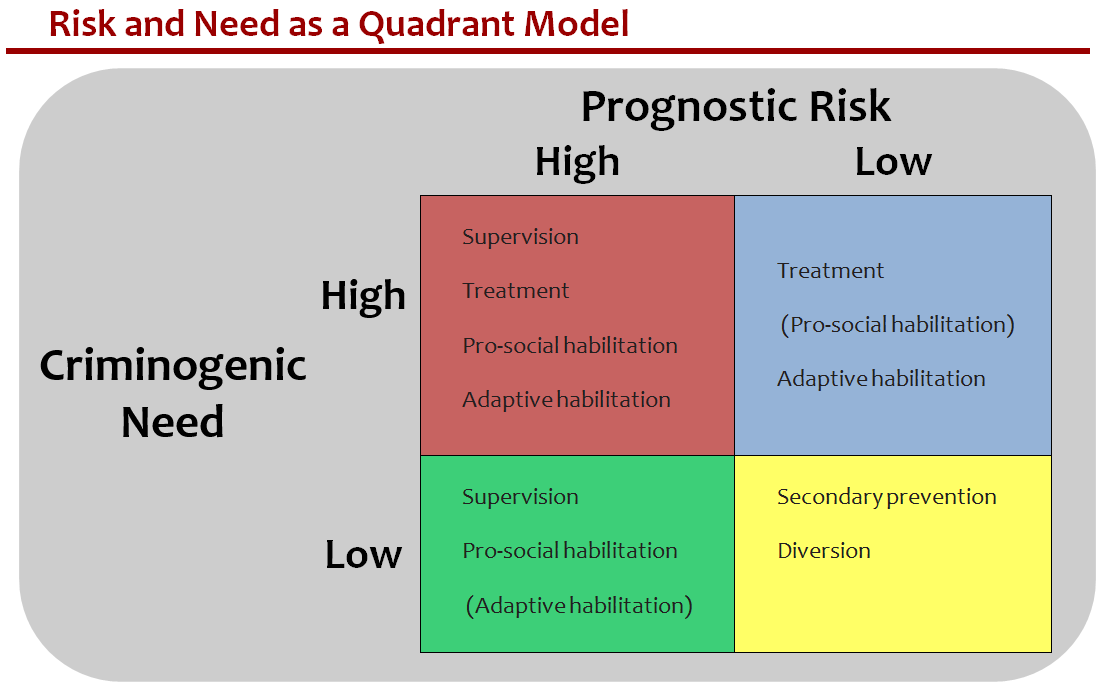 Risk and Need as a Quadrant Model
Prognostic Risk
High
Low
Criminogenic
Need
High
Supervision
Treatment
Pro-social habilitation
Adaptive habilitation
Treatment
(Pro-social habilitation)
Adaptive habilitation
Low
Supervision
Pro-social habilitation
(Adaptive habilitation)
Secondary prevention
Diversion